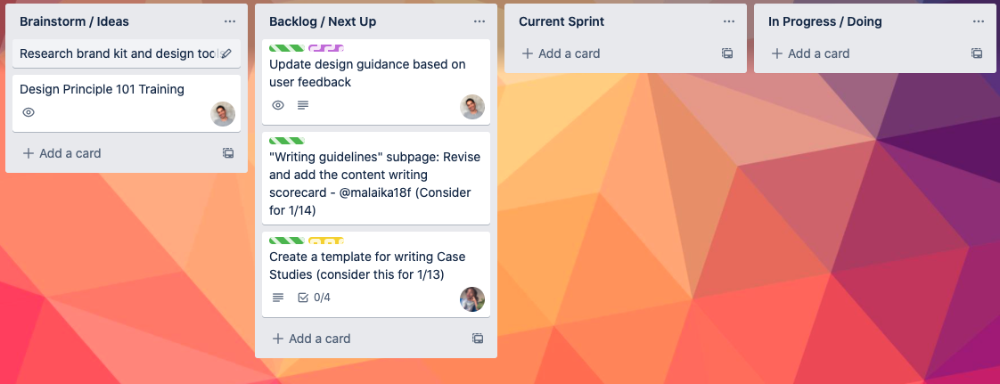 Brainstorm / Ideas
Research brand kit and design tools
Design Principle 101 Training
Add a card
Backlog / Next Up
Update design guidance based on
user feedback
"Writing guidelines" subpage: Revise
and add the content writing
scorecard - @malaika18f (Consider
for 1/14)
Create a template for writing Case
Studies (consider this for 1/13)
0/4
Add a card
Current Sprint
Add a card
In Progress / Doing
Add a card